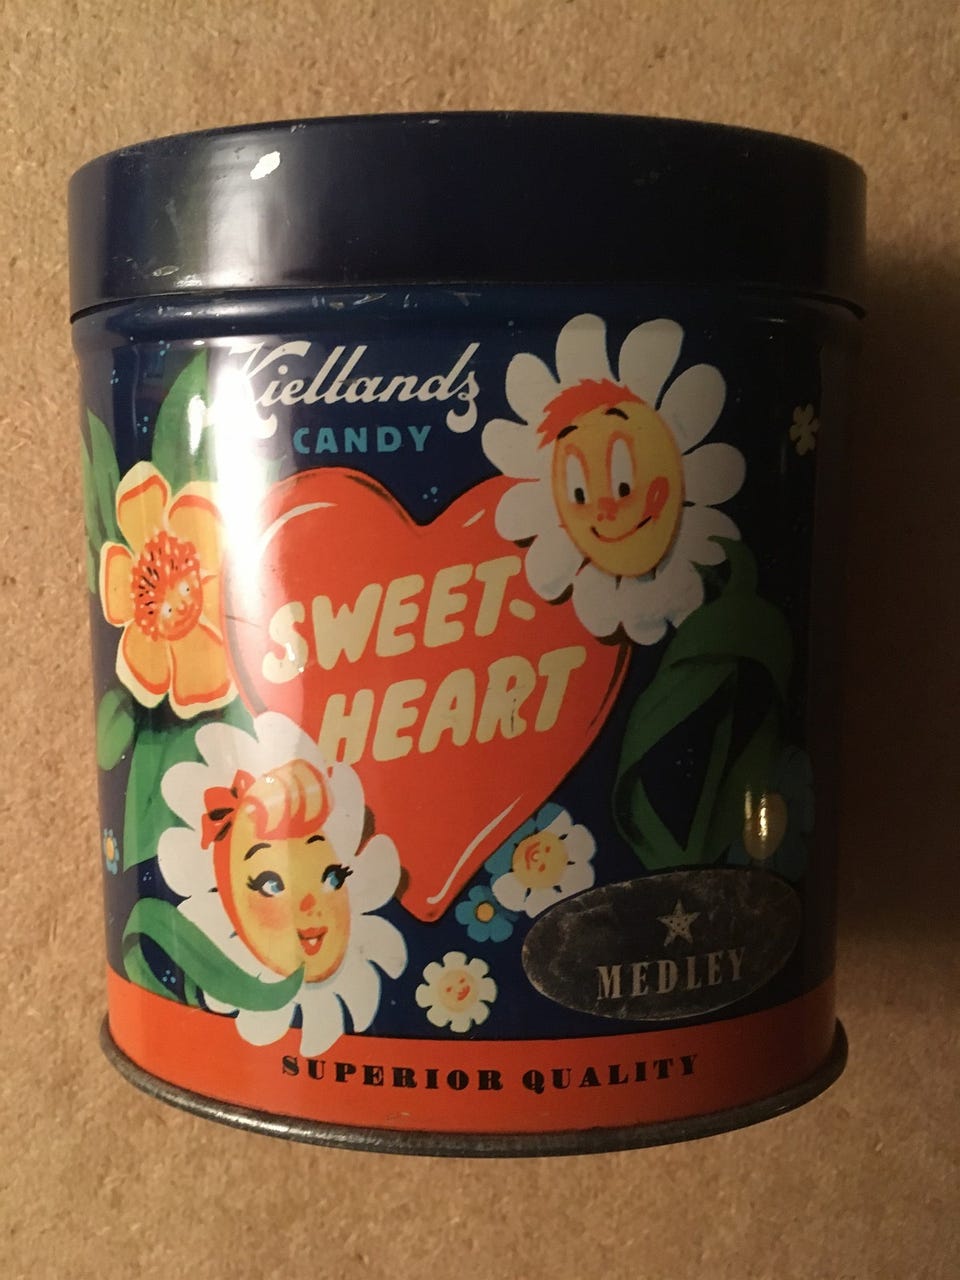 Kiellands
CANDY
SWEET-
HEART
MEDLEY
SUPERIOR QUALITY